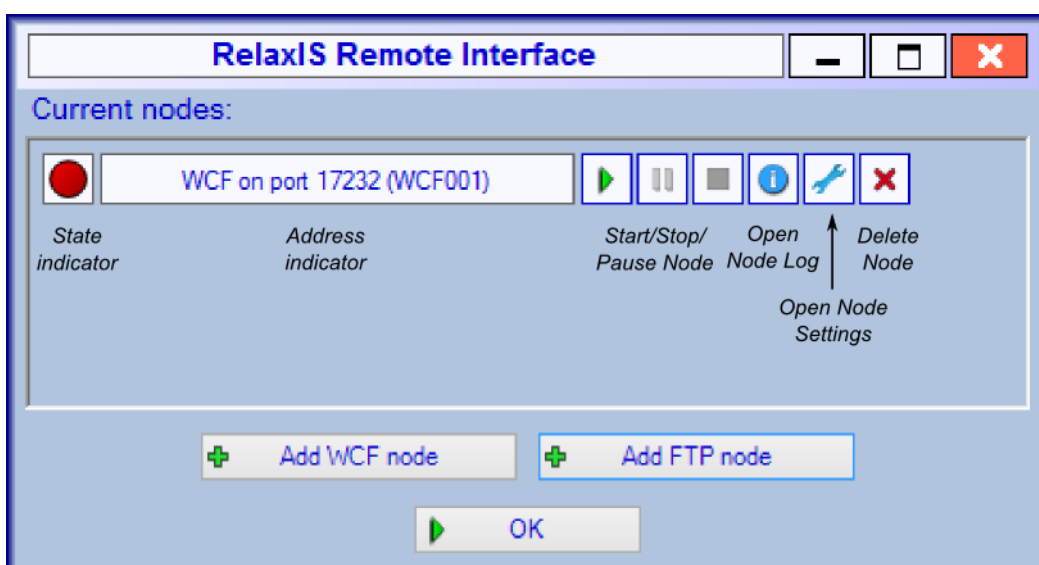 RelaxIS Remote Interface
Current nodes:
WCF on port 17232 (WCF001)
State
indicator
Address
indicator
Start/Stop/
Pause Node
Open
Node Log
Delete
Node
Open Node
Settings
Add WCF node
Add FTP node
OK